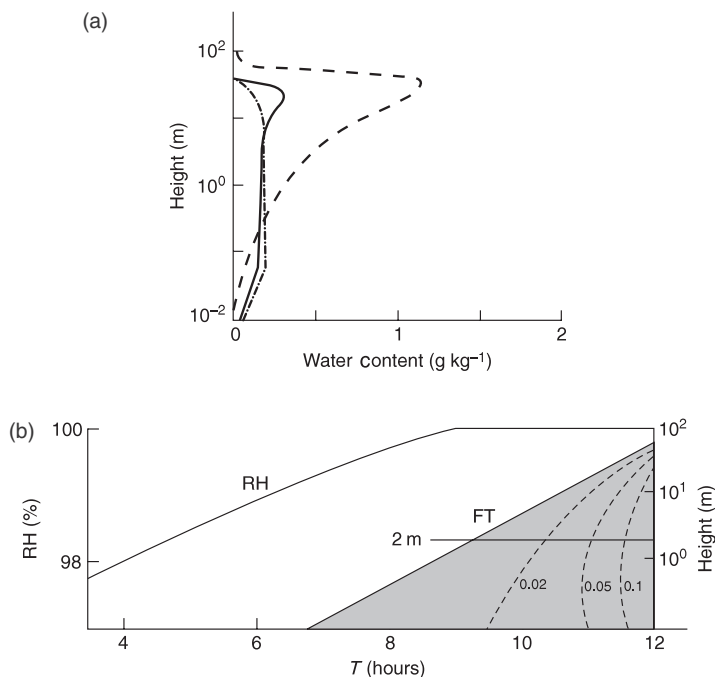 (a)
10²
10⁰
10⁻²
Height (m)
0
1
2
Water content (g kg⁻¹)
(b)
100
98
RH (%)
RH
FT
2 m
0.02
0.05
0.1
10²
10¹
10⁰
Height (m)
4
6
8
10
12
T (hours)